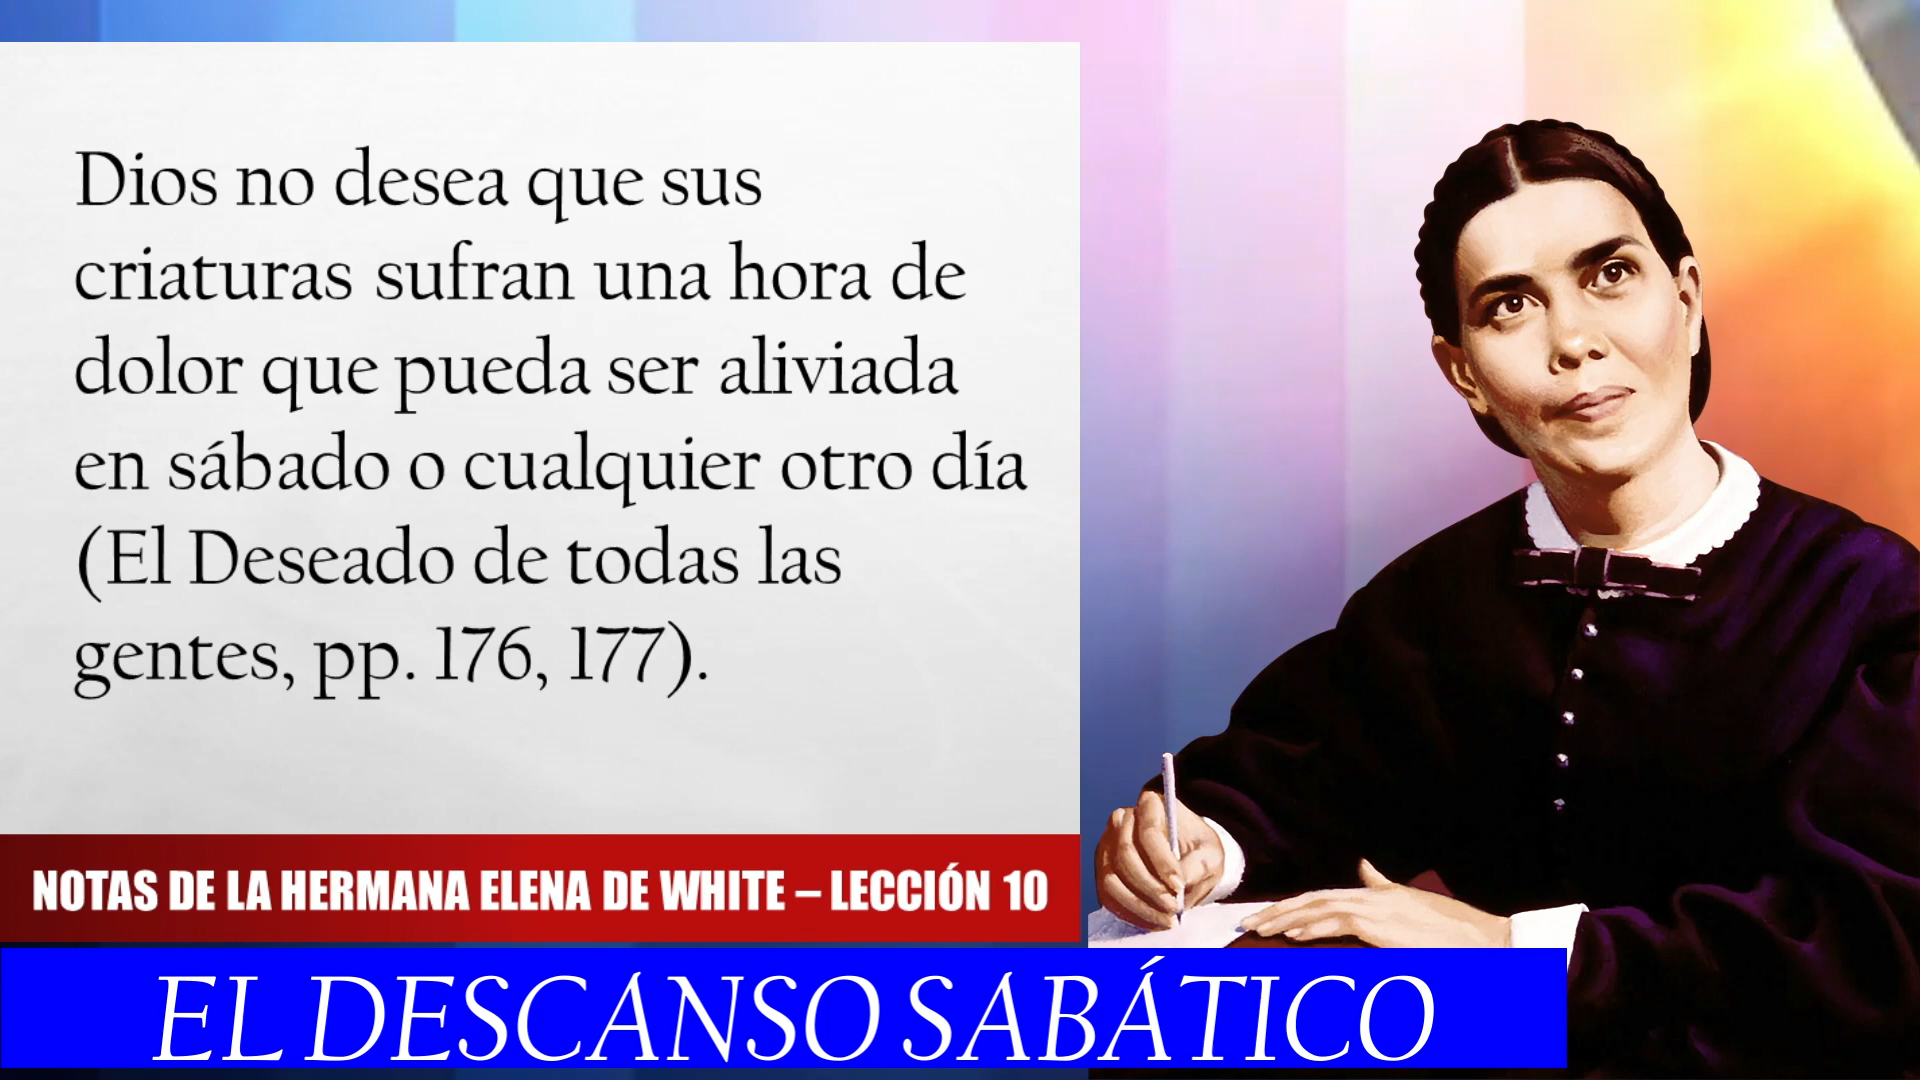 Dios no desea que sus
criaturas sufran una hora de
dolor que pueda ser aliviada
en sábado o cualquier otro día
(El Deseado de todas las
gentes, pp. 176, 177).
NOTAS DE LA HERMANA ELENA DE WHITE – LECCIÓN 10
EL DESCANSO SABÁTICO